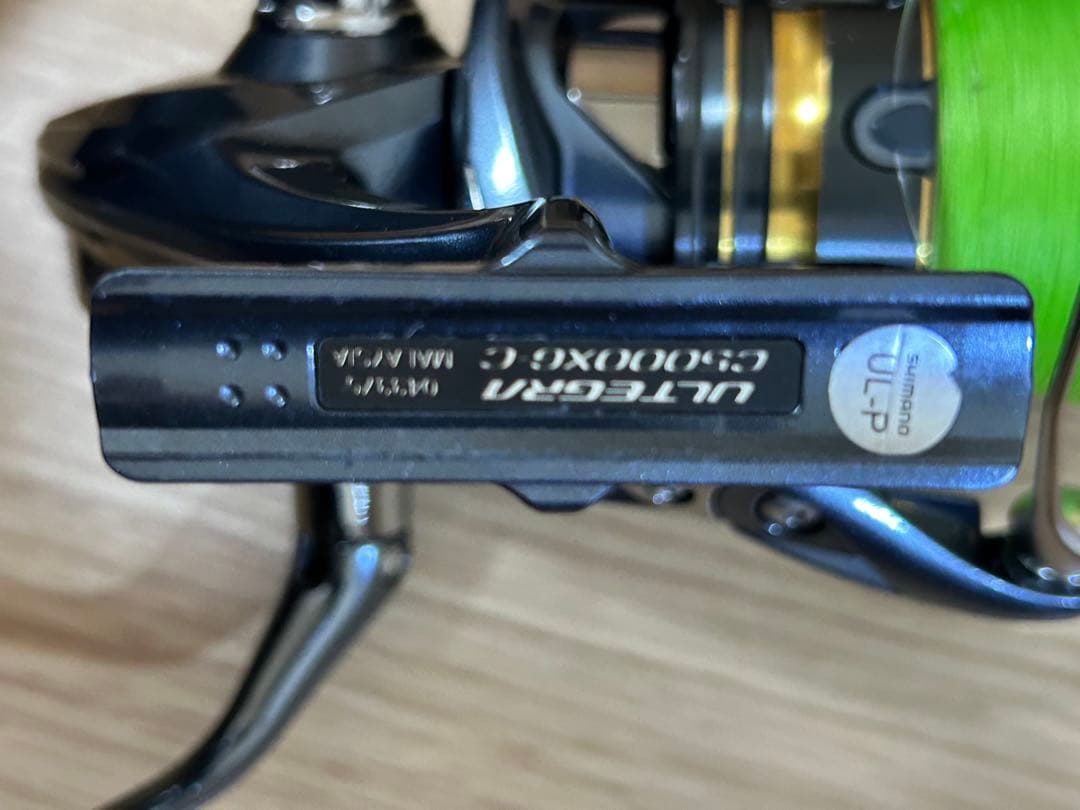 ULTEGRA
C5000XG
MALAYSIA
SHIMANO
UL-P